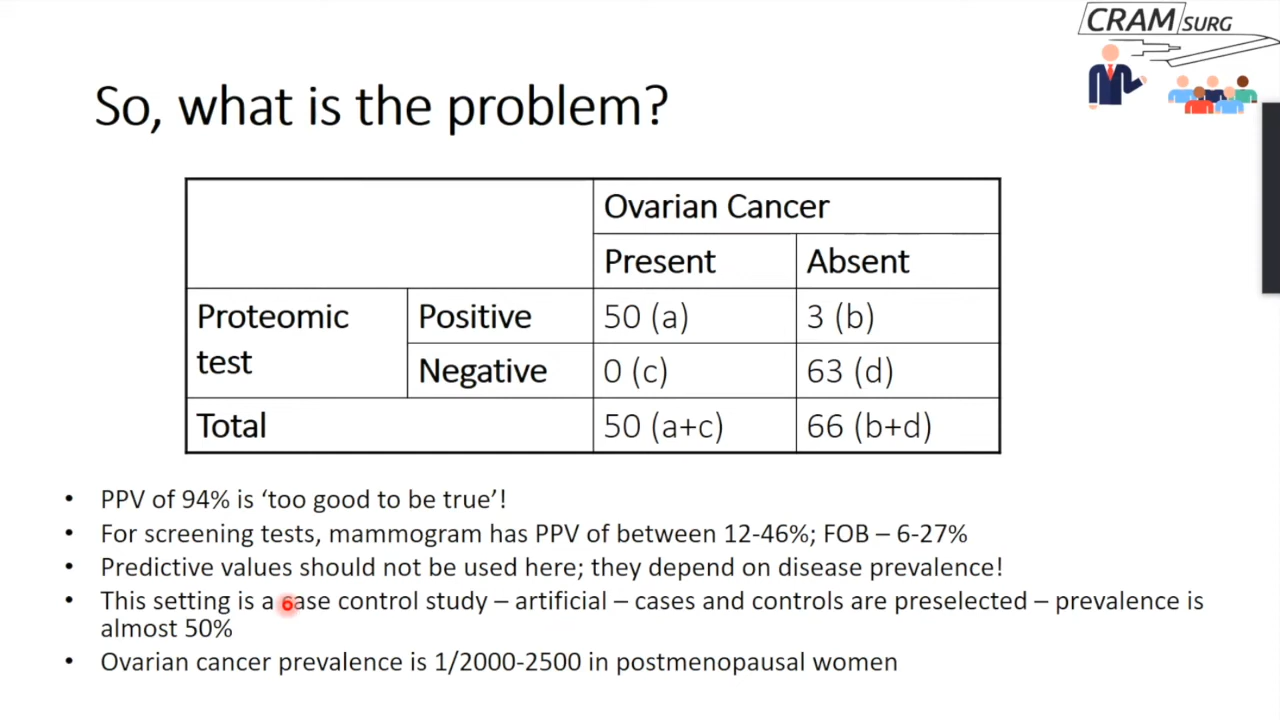 CRAM SURG
So, what is the problem?
Ovarian Cancer
Present Absent
Proteomic test Positive 50 (a) 3 (b)
Negative 0 (c) 63 (d)
Total 50 (a+c) 66 (b+d)
• PPV of 94% is ‘too good to be true’!
• For screening tests, mammogram has PPV of between 12-46%; FOB – 6-27%
• Predictive values should not be used here; they depend on disease prevalence!
• This setting is a case control study – artificial – cases and controls are preselected – prevalence is
almost 50%
• Ovarian cancer prevalence is 1/2000-2500 in postmenopausal women